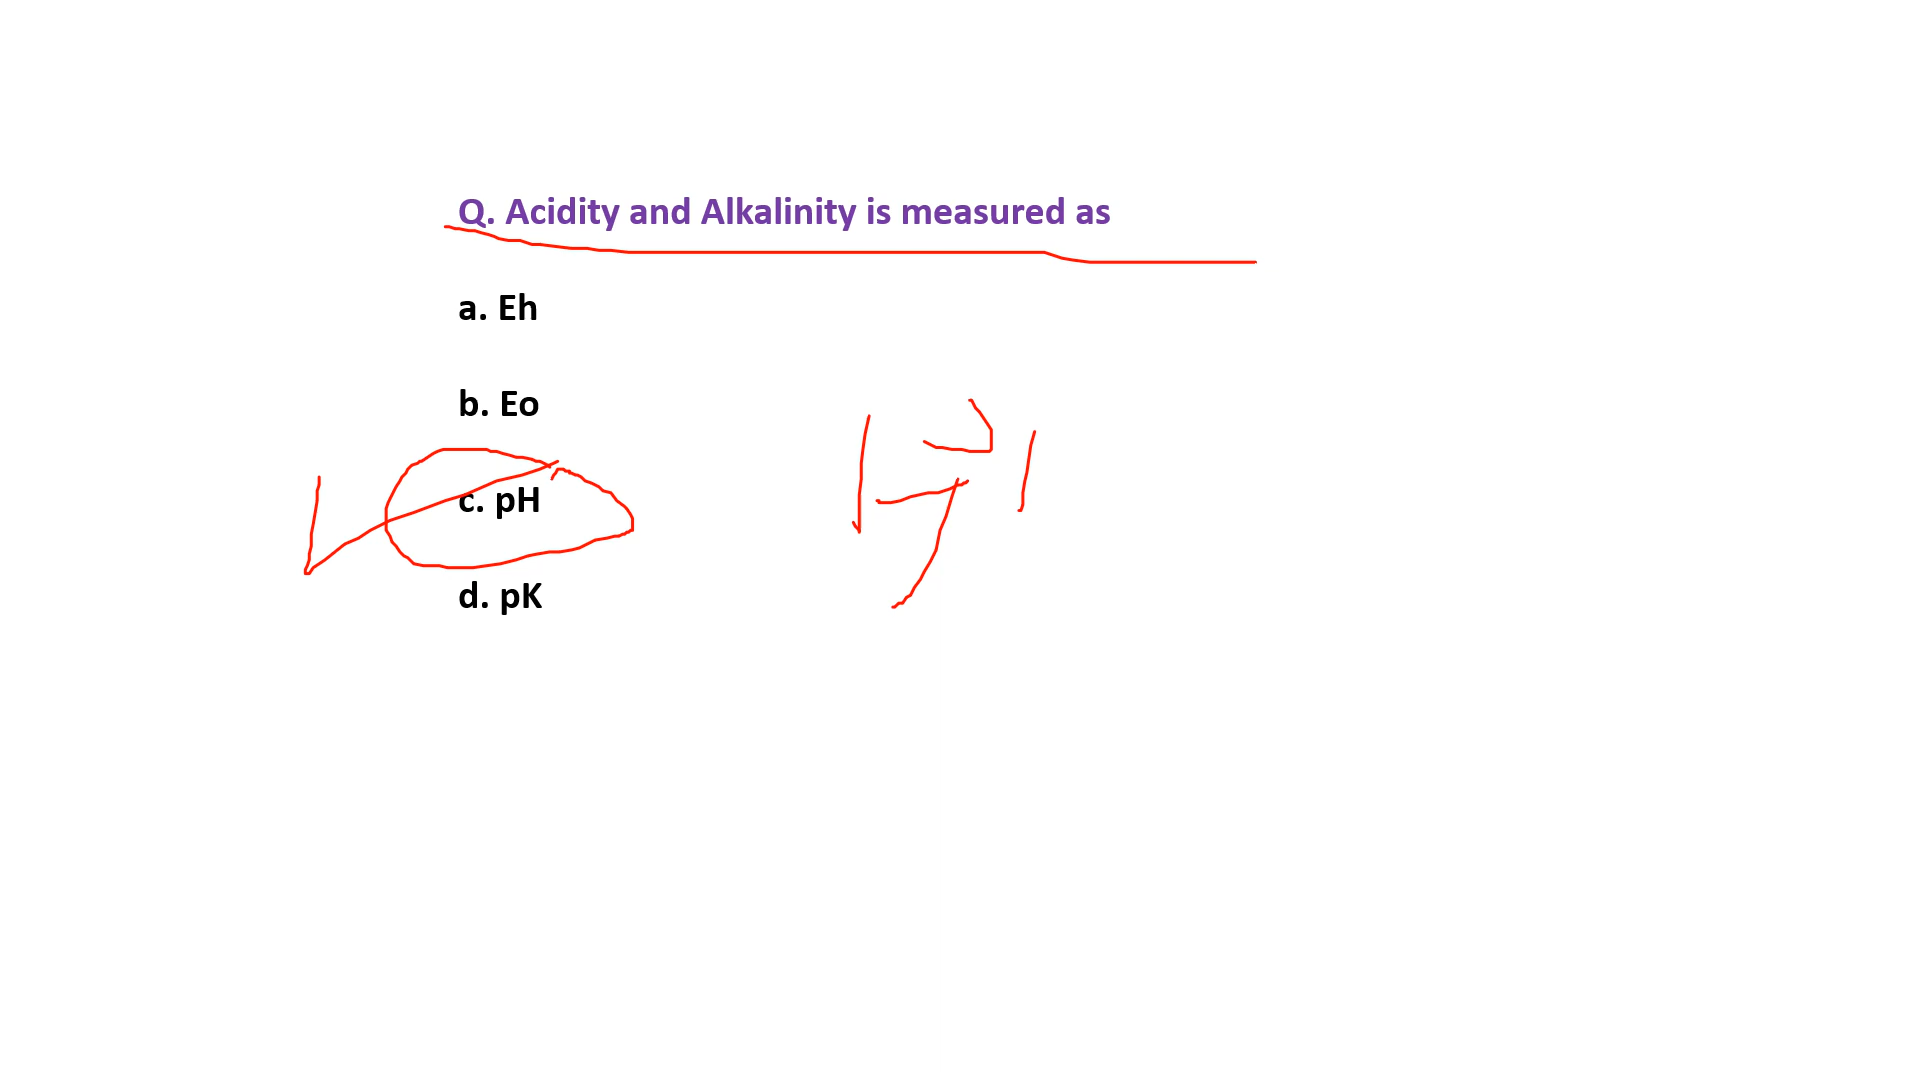 Q. Acidity and Alkalinity is measured as
a. Eh
b. Eo
c. pH
d. pK